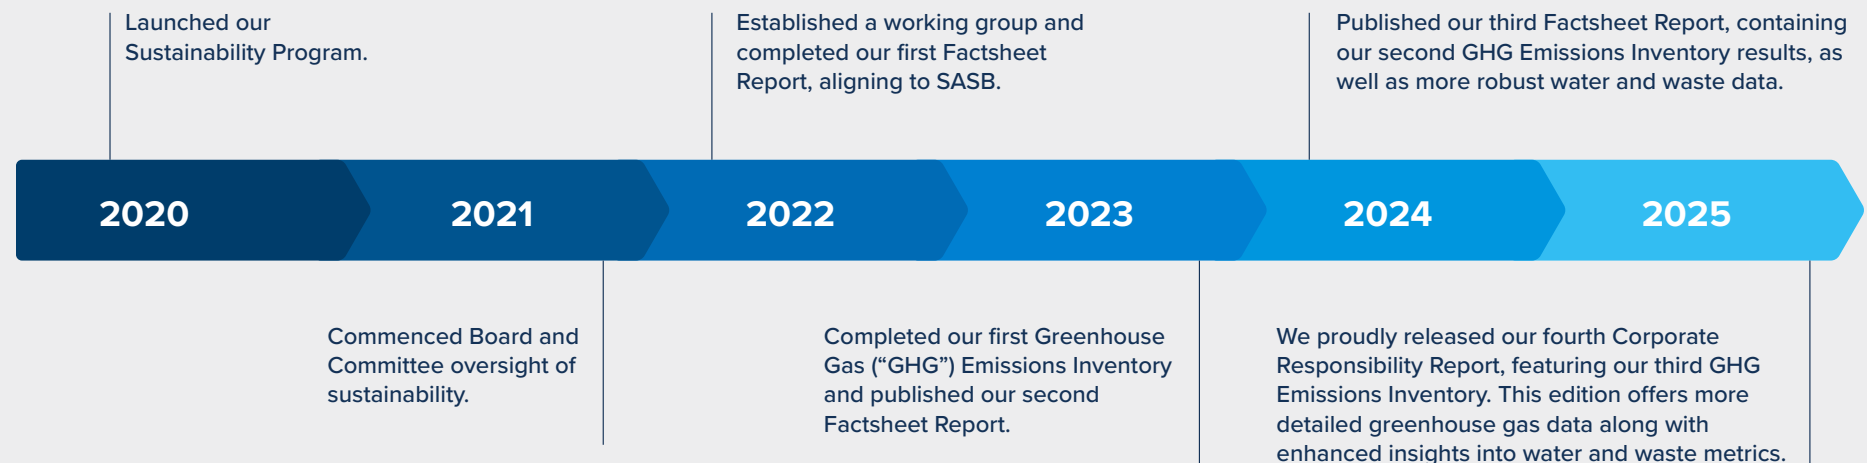 Launched our
Sustainability Program.
Established a working group and
completed our first Factsheet
Report, aligning to SASB.
Published our third Factsheet Report, containing
our second GHG Emissions Inventory results, as
well as more robust water and waste data.
2020
2021
2022
2023
2024
2025
Commenced Board and
Committee oversight of
sustainability.
Completed our first Greenhouse
Gas (“GHG”) Emissions Inventory
and published our second
Factsheet Report.
We proudly released our fourth Corporate
Responsibility Report, featuring our third GHG
Emissions Inventory. This edition offers more
detailed greenhouse gas data along with
enhanced insights into water and waste metrics.